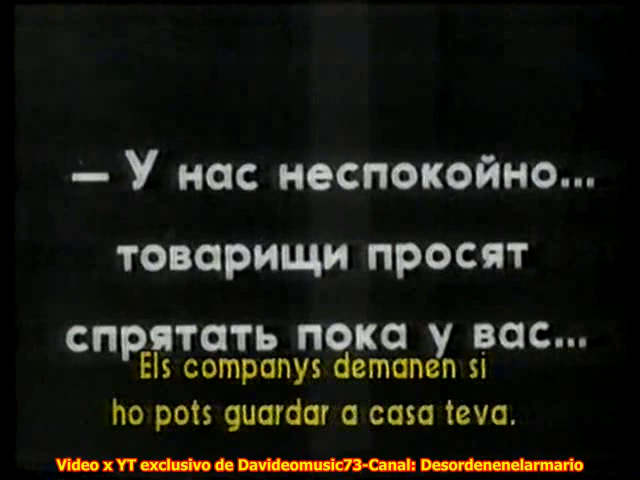 — У нас неспокойно...
товарищи просят
спрятать пока у вас...
Els companys demanen si
ho pots guardar a casa teva.
Video x YT exclusivo de Davideomusic73-Canal: Desordenenelarmario